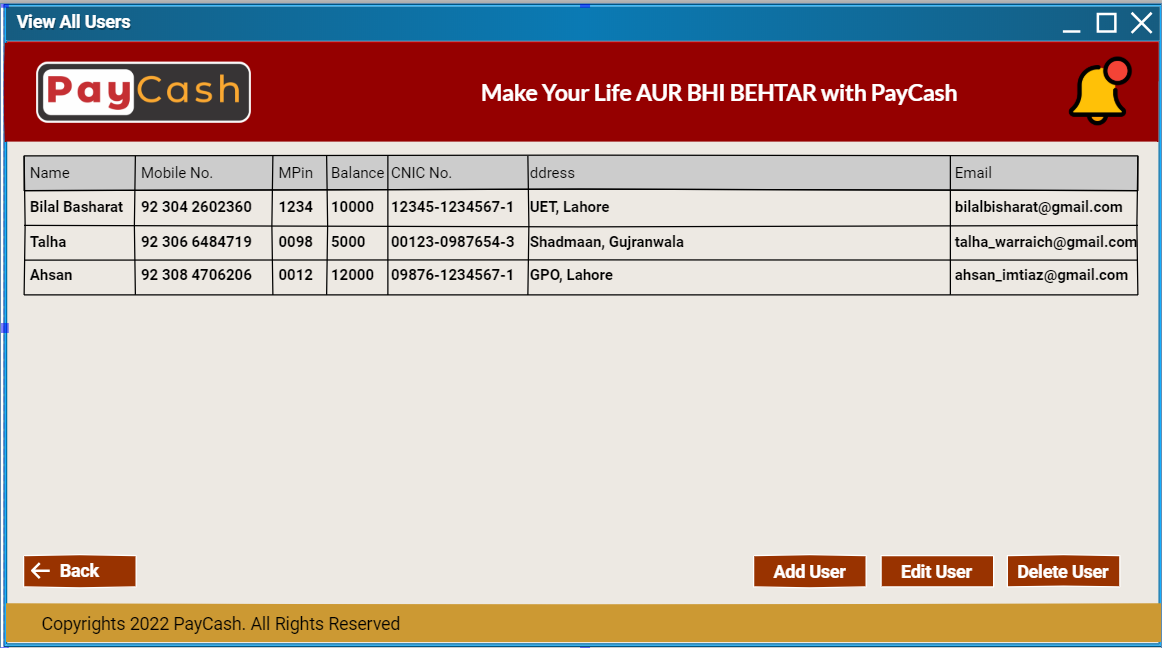 View All Users
PayCash
Make Your Life AUR BHI BEHTAR with PayCash
Name Mobile No. MPin Balance CNIC No. ddress Email
Bilal Basharat 92 304 2602360 1234 10000 12345-1234567-1 UET, Lahore bilalbisharat@gmail.com
Talha 92 306 6484719 0098 5000 00123-0987654-3 Shadmaan, Gujranwala talha_warraich@gmail.com
Ahsan 92 308 4706206 0012 12000 09876-1234567-1 GPO, Lahore ahsan_imtiaz@gmail.com
Back Add User Edit User Delete User
Copyrights 2022 PayCash. All Rights Reserved